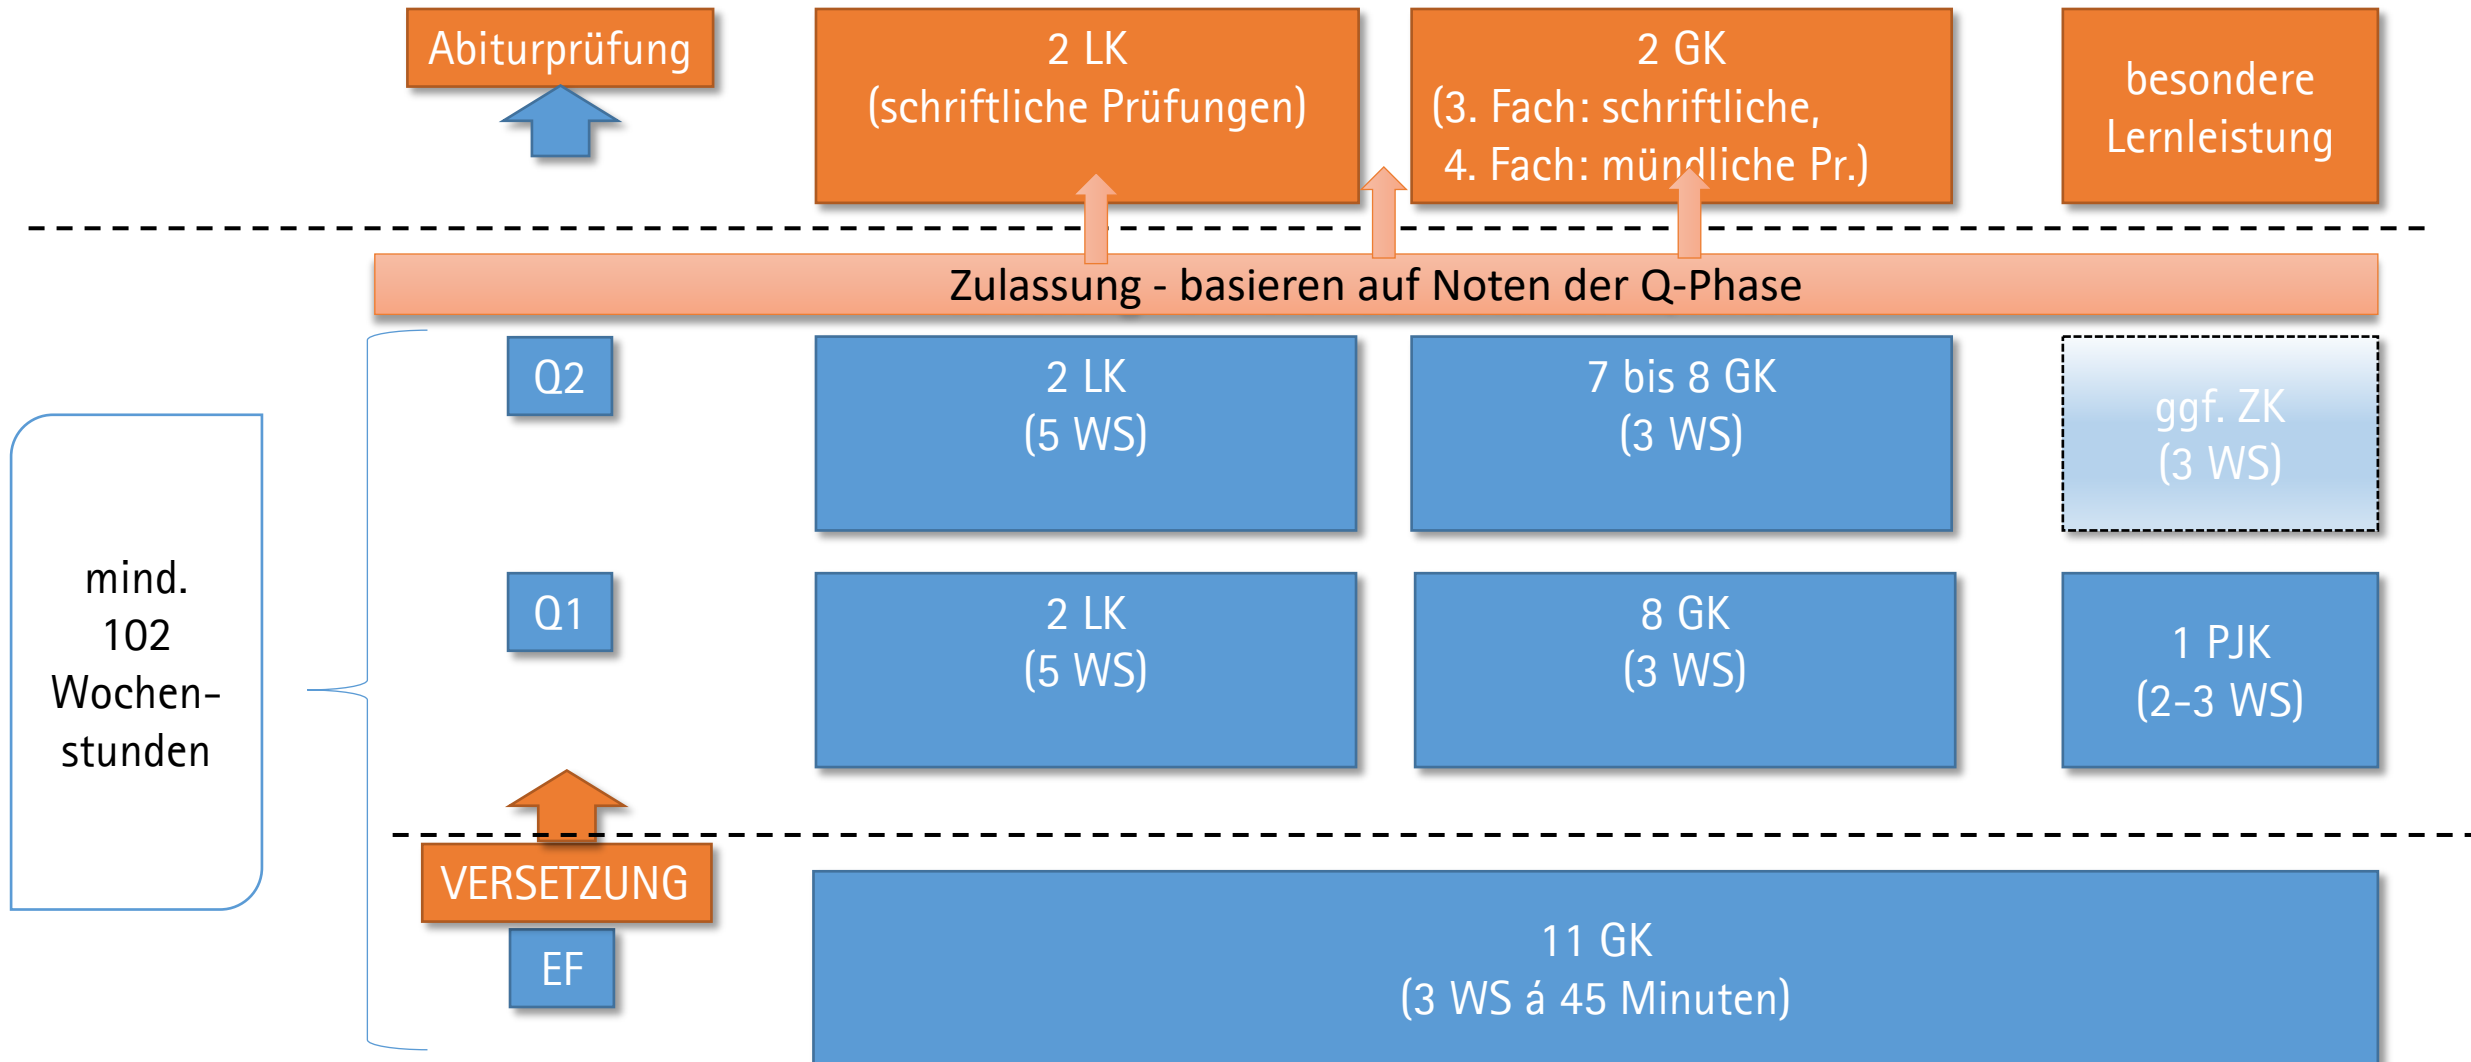 Abiturprüfung
2 LK
(schriftliche Prüfungen)
2 GK
(3. Fach: schriftliche,
4. Fach: mündliche Pr.)
besondere
Lernleistung
Zulassung - basieren auf Noten der Q-Phase
Q2
2 LK
(5 WS)
7 bis 8 GK
(3 WS)
ggf. ZK
(3 WS)
mind.
102
Wochen-
stunden
Q1
2 LK
(5 WS)
8 GK
(3 WS)
1 PJK
(2-3 WS)
VERSETZUNG
EF
11 GK
(3 WS á 45 Minuten)